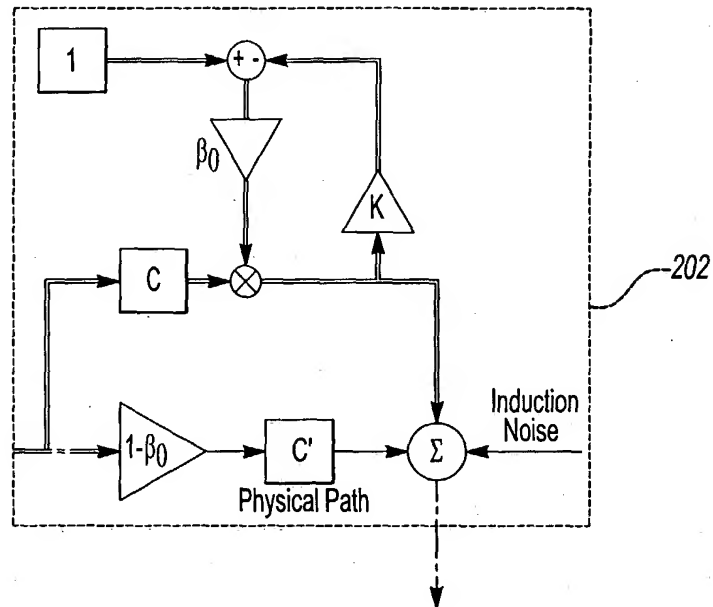 1
+ -
β0
K
C
202
Induction
Noise
1-β0
C'
Σ
Physical Path